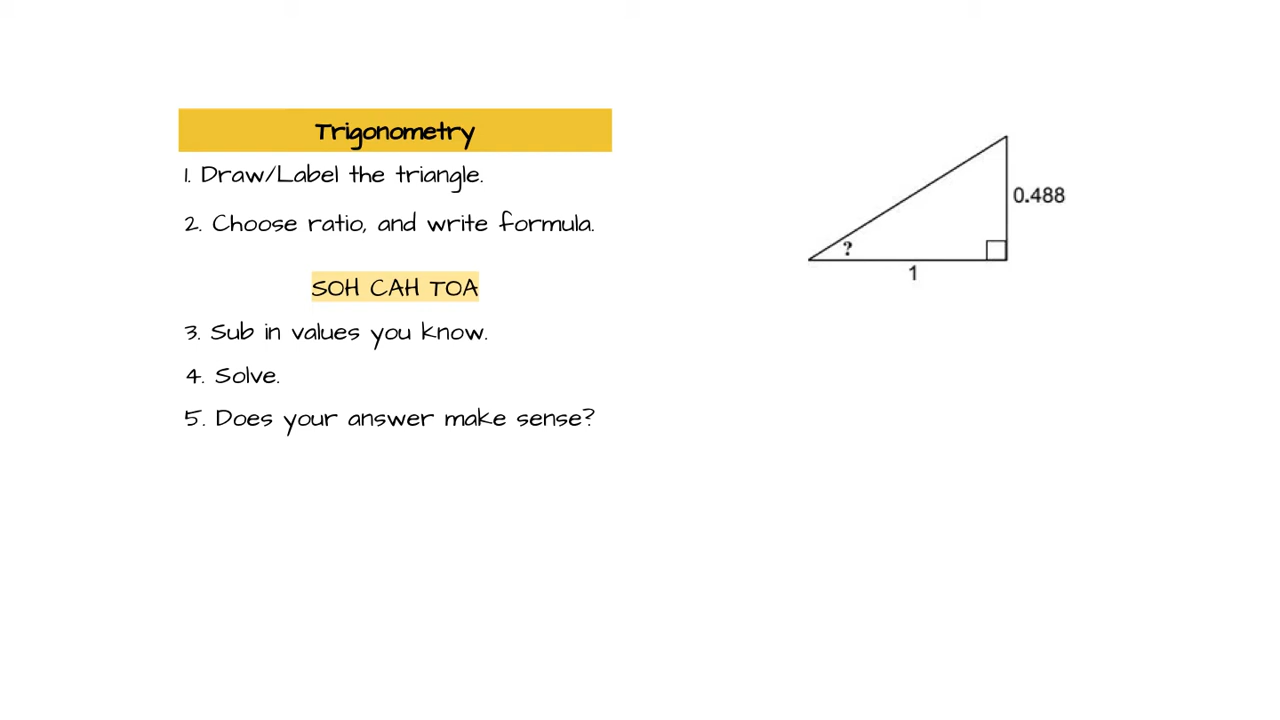 Trigonometry
1. Draw/Label the triangle.
2. Choose ratio, and write formula.
SOH CAH TOA
3. Sub in values you know.
4. Solve.
5. Does your answer make sense?
0.488
?
1